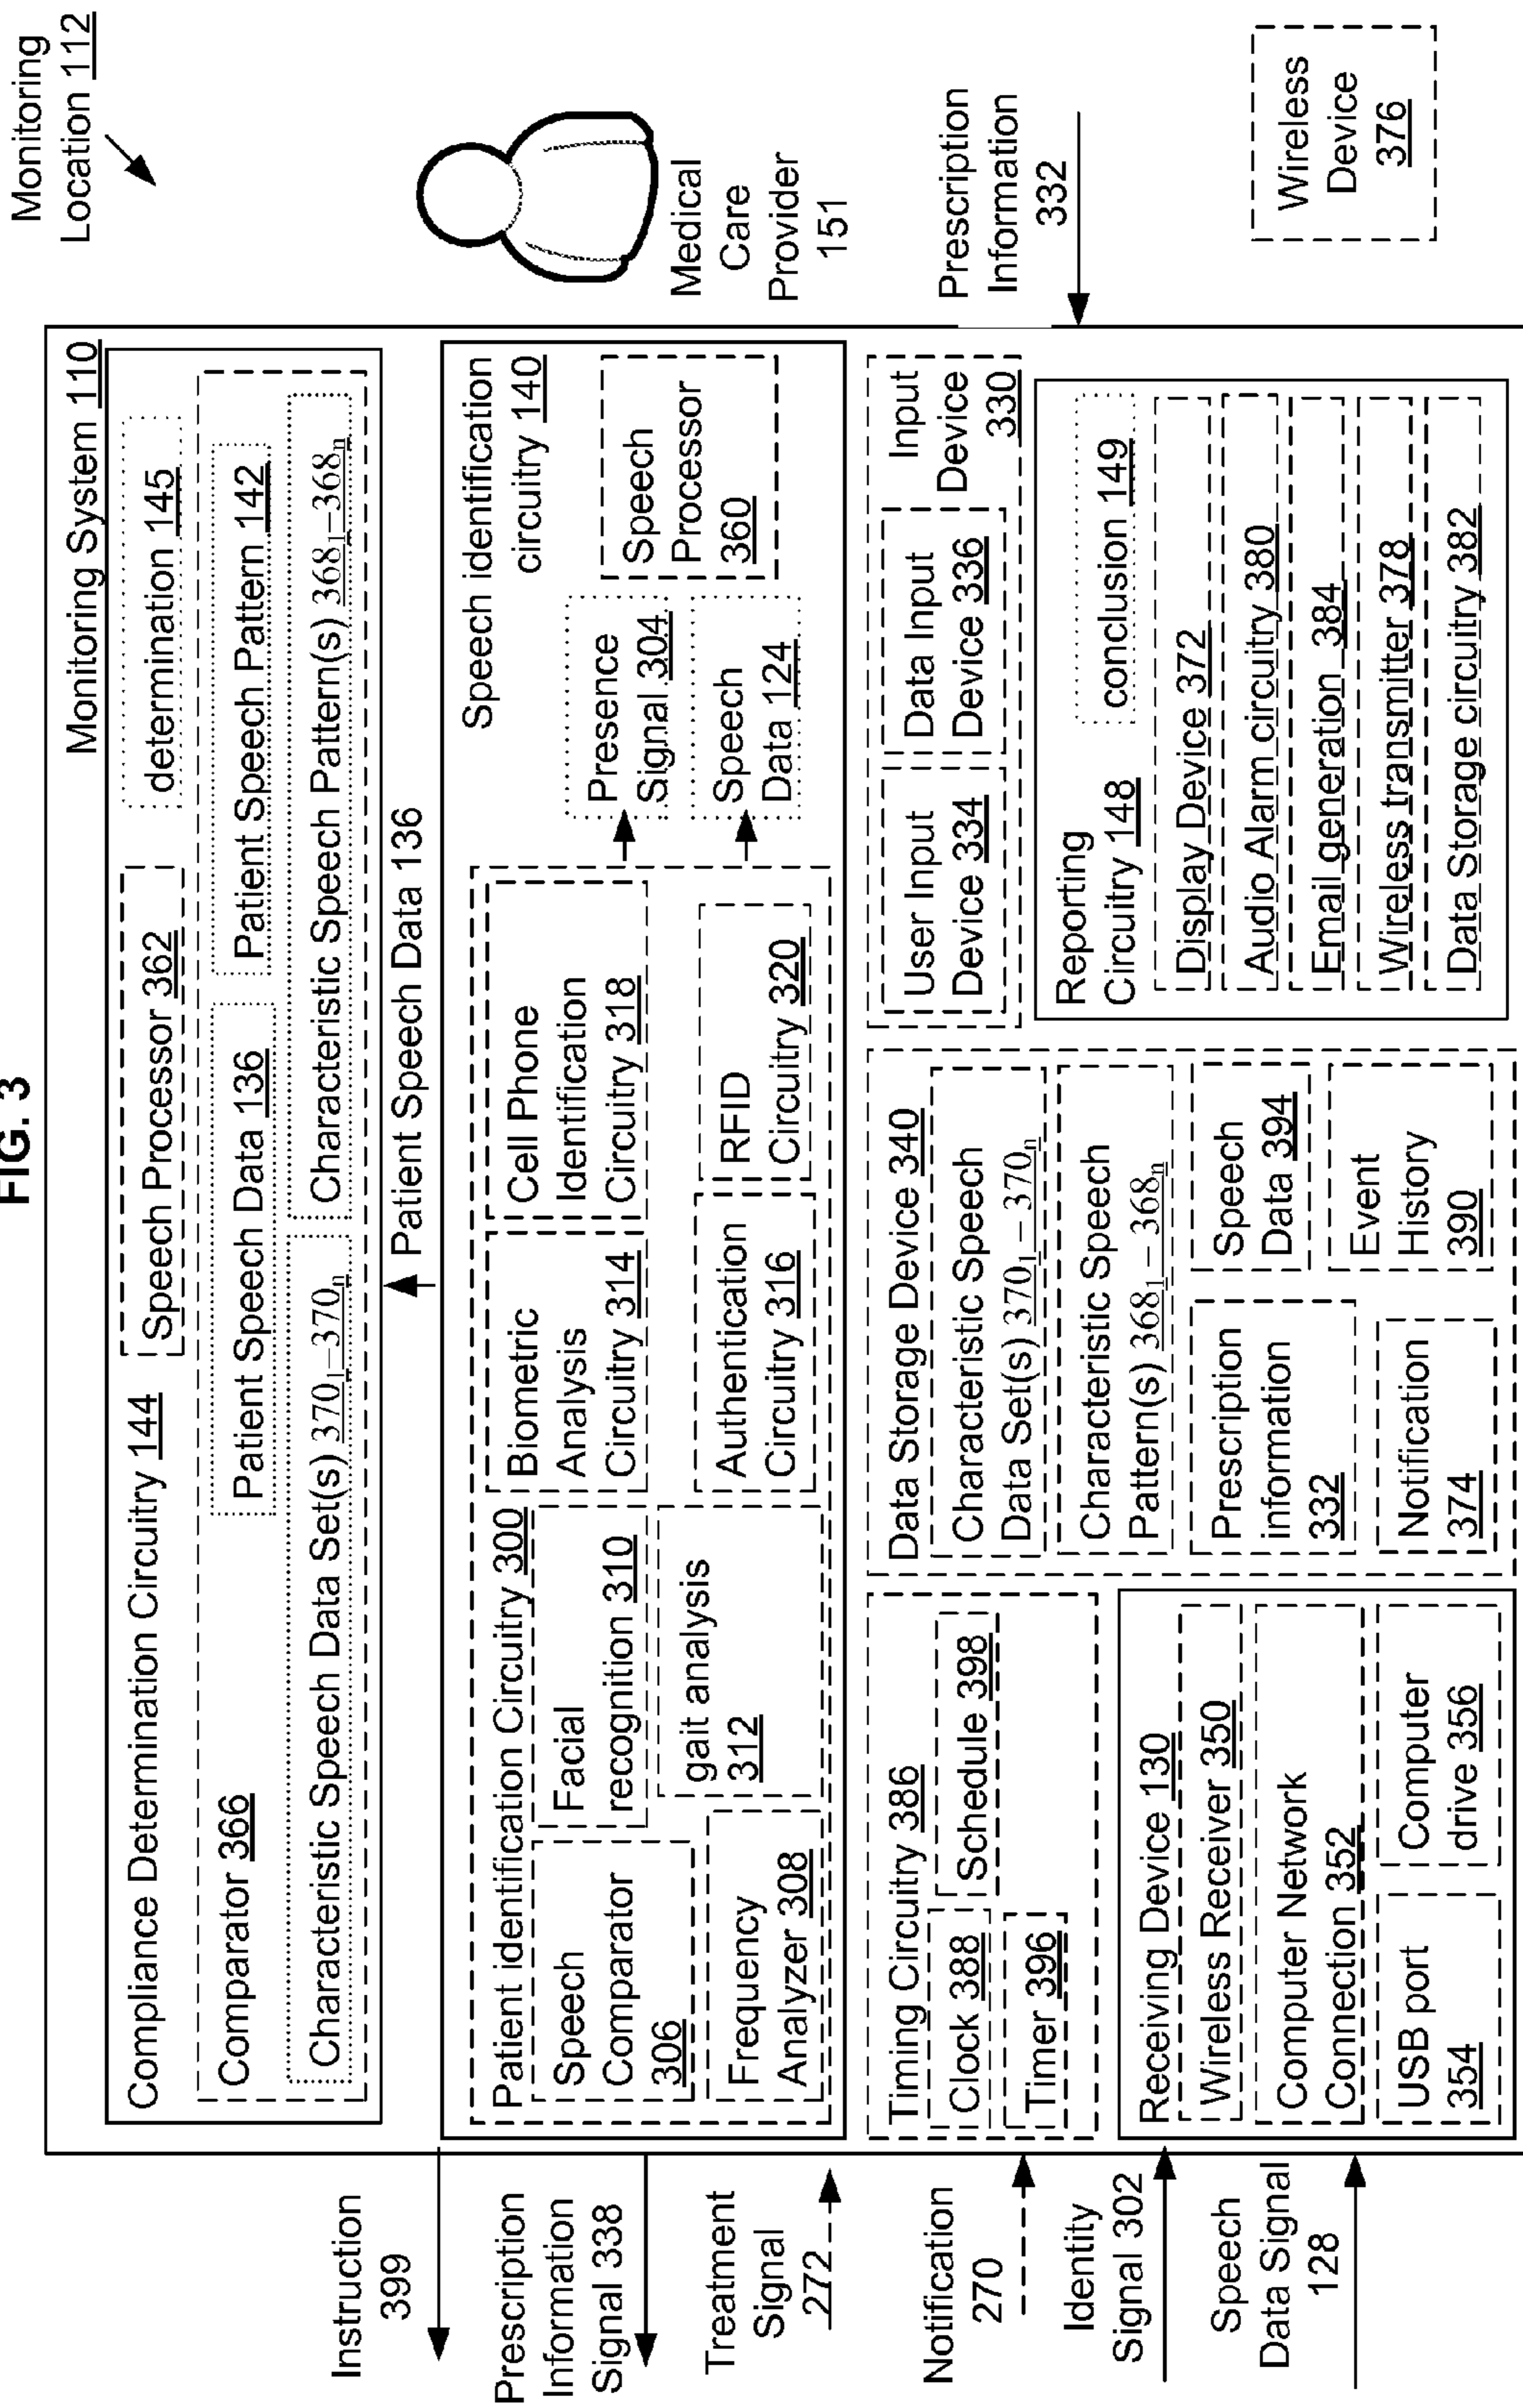 FIG. 3
Monitoring
Location 112
Monitoring System 110
Compliance Determination Circuitry 144
Speech Processor 362
determination 145
Comparator 366
Patient Speech Data 136
Patient Speech Pattern 142
Characteristic Speech Data Set(s) 370₁–370ₙ
Characteristic Speech Pattern(s) 368₁–368ₙ
Patient Speech Data 136
Speech identification
circuitry 140
Patient identification Circuitry 300
Speech
Comparator
306
Facial
recognition 310
Biometric
Analysis
Circuitry 314
Cell Phone
Identification
Circuitry 318
Frequency
Analyzer 308
gait analysis
312
Authentication
Circuitry 316
RFID
Circuitry 320
Presence
Signal 304
Speech
Data 124
Speech
Processor
360
Medical
Care
Provider
151
Timing Circuitry 386
Clock 388
Schedule 398
Timer 396
Receiving Device 130
Wireless Receiver 350
Computer Network
Connection 352
USB port
354
Computer
drive 356
Data Storage Device 340
Characteristic Speech
Data Set(s) 370₁–370ₙ
Characteristic Speech
Pattern(s) 368₁–368ₙ
Prescription
information
332
Speech
Data 394
Notification
374
Event
History
390
User Input
Device 334
Data Input
Device 336
Input
Device
330
Reporting
Circuitry 148
conclusion 149
Display Device 372
Audio Alarm circuitry 380
Email generation 384
Wireless transmitter 378
Data Storage circuitry 382
Prescription
Information
332
Wireless
Device
376
Instruction
399
Prescription
Information
Signal 338
Treatment
Signal
272
Notification
270
Identity
Signal 302
Speech
Data Signal
128